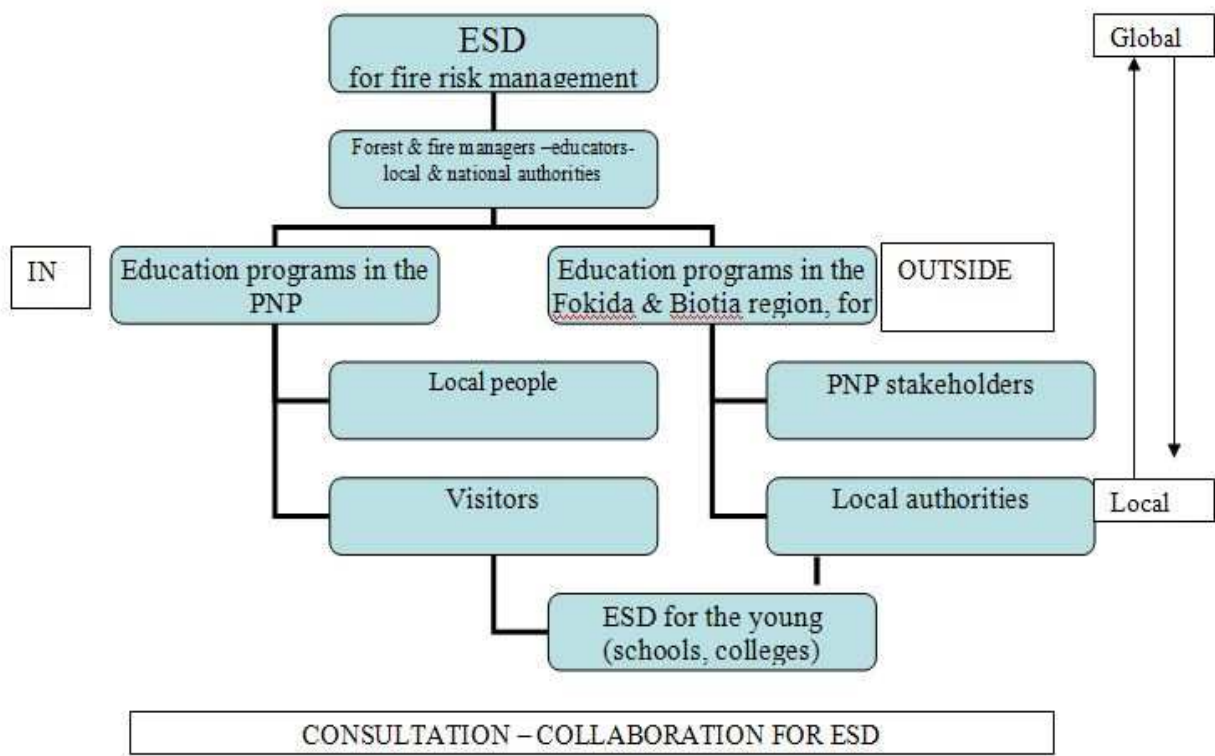 ESD
for fire risk management
Global
Forest & fire managers –educators-
local & national authorities
IN
Education programs in the
PNP
Education programs in the
Fokida & Biotia region, for
OUTSIDE
Local people
PNP stakeholders
Visitors
Local authorities
Local
ESD for the young
(schools, colleges)
CONSULTATION – COLLABORATION FOR ESD